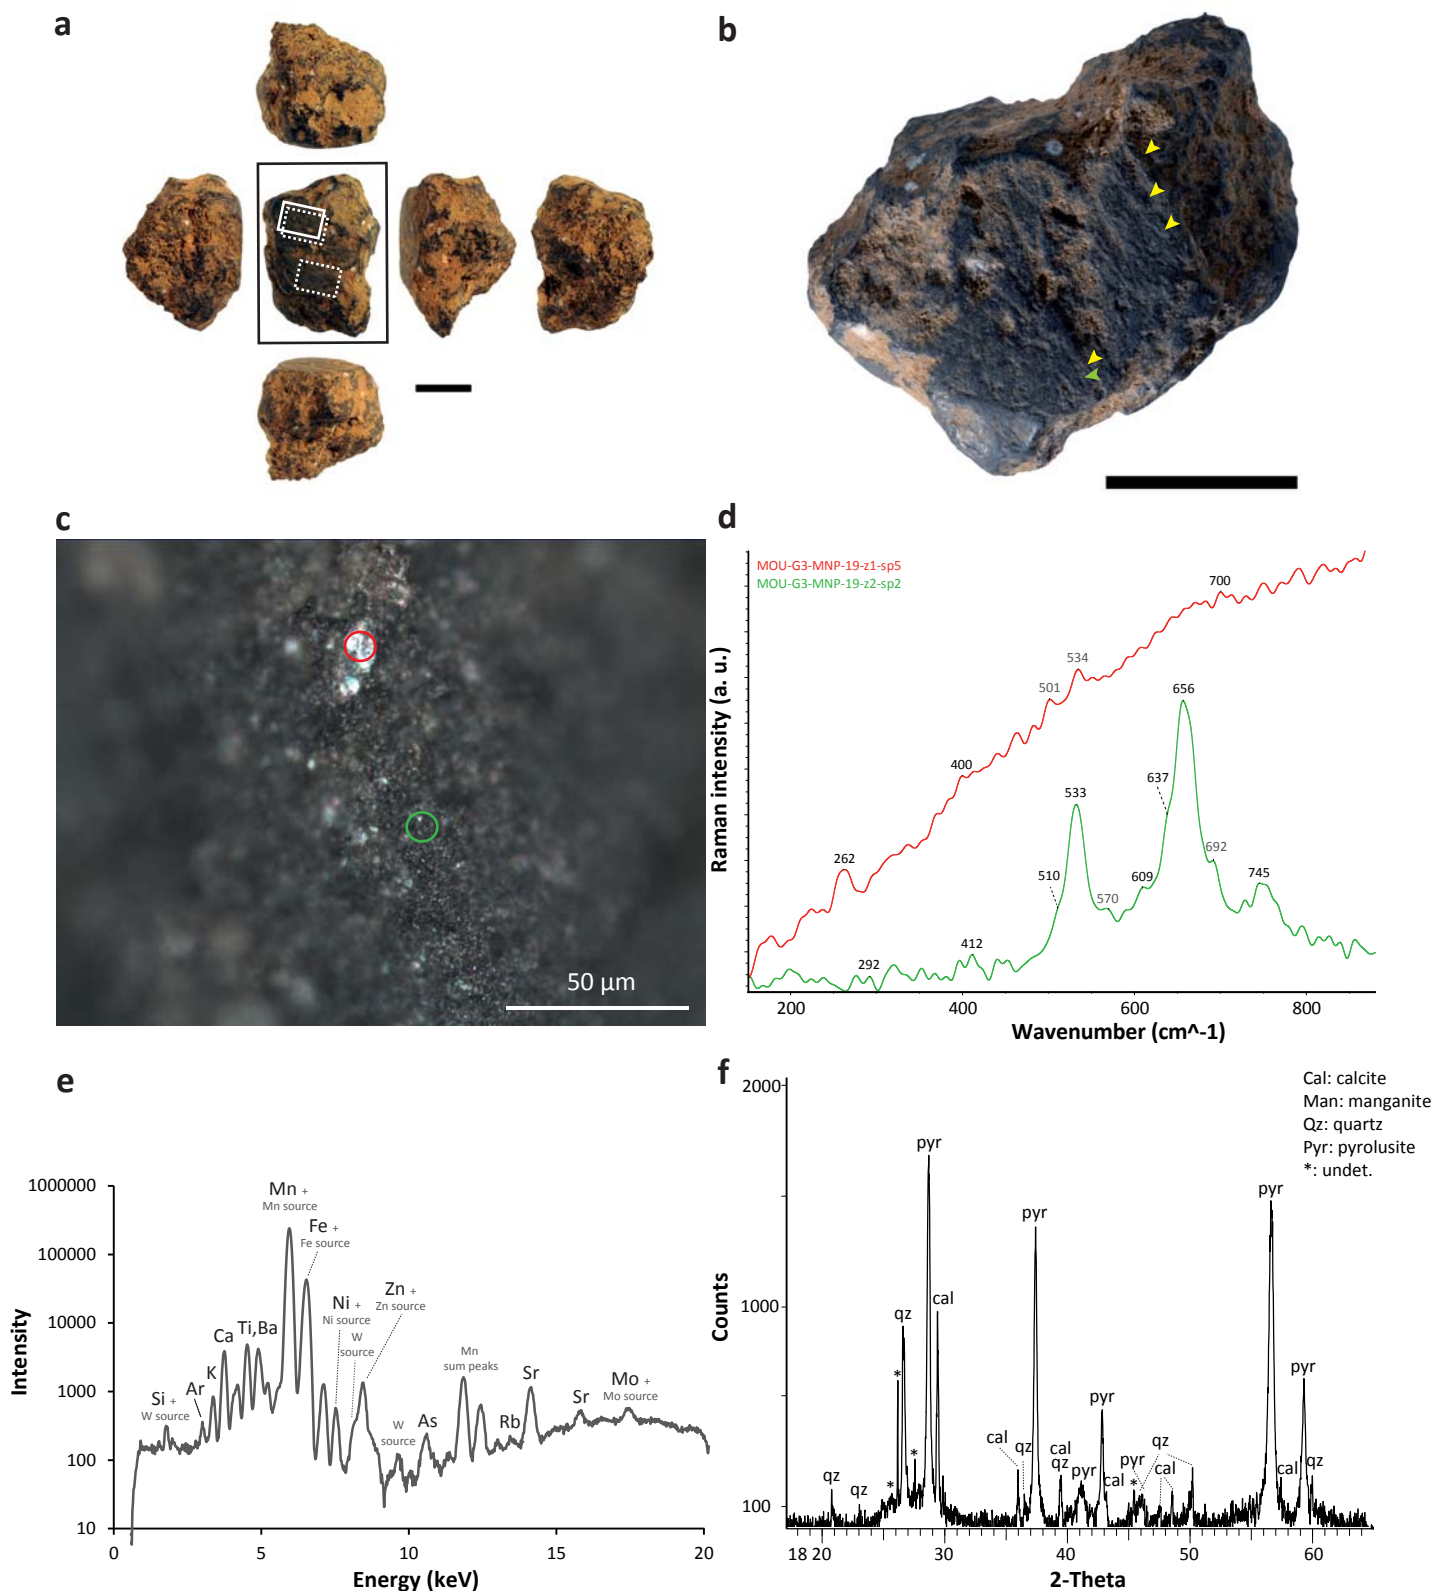 a
b
c
50 µm
d
MOU-G3-MNP-19-z1-sp5
MOU-G3-MNP-19-z2-sp2
700
534
501
400
262
656
637
533
692
609
745
510
570
412
292
Raman intensity (a. u.)
200
400
600
800
Wavenumber (cm^-1)
e
1000000
100000
10000
1000
100
10
Intensity
Mn +
Mn source
Fe +
Fe source
Ni +
Ni source
W
source
Zn +
Zn source
Ti,Ba
Ca
K
Ar
Si +
W source
W
source
As
Mn
sum peaks
Rb
Sr
Sr
Mo +
Mo source
0
5
10
15
20
Energy (keV)
f
Cal: calcite
Man: manganite
Qz: quartz
Pyr: pyrolusite
*: undet.
2000
1000
100
Counts
pyr
pyr
pyr
cal
qz
*
pyr
pyr
qz
qz
*
*
cal
qz
cal
qz
pyr
cal
pyr
*
qz
cal
cal
qz
18 20
30
40
50
60
2-Theta